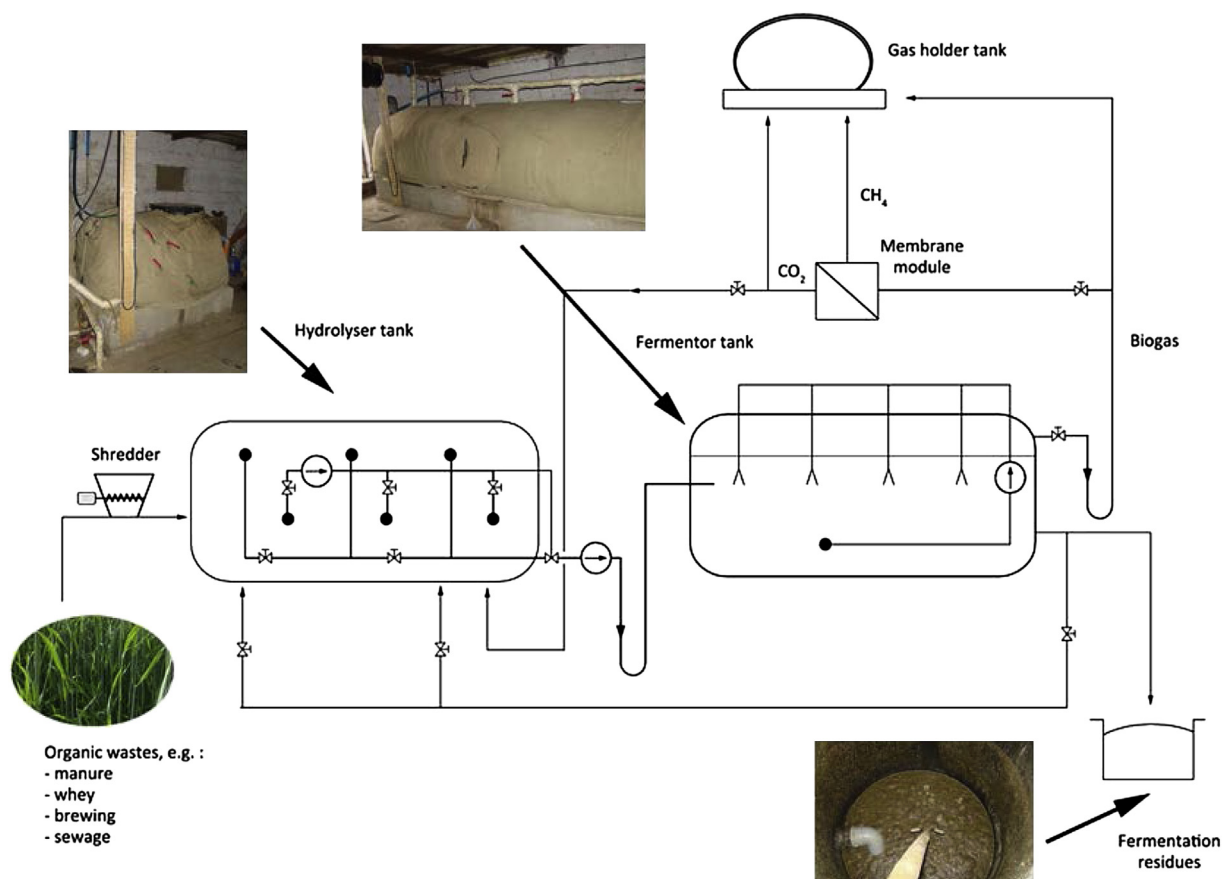 Gas holder tank
CH₄
Membrane
module
CO₂
Hydrolyser tank
Fermentor tank
Biogas
Shredder
Organic wastes, e.g. :
- manure
- whey
- brewing
- sewage
Fermentation
residues